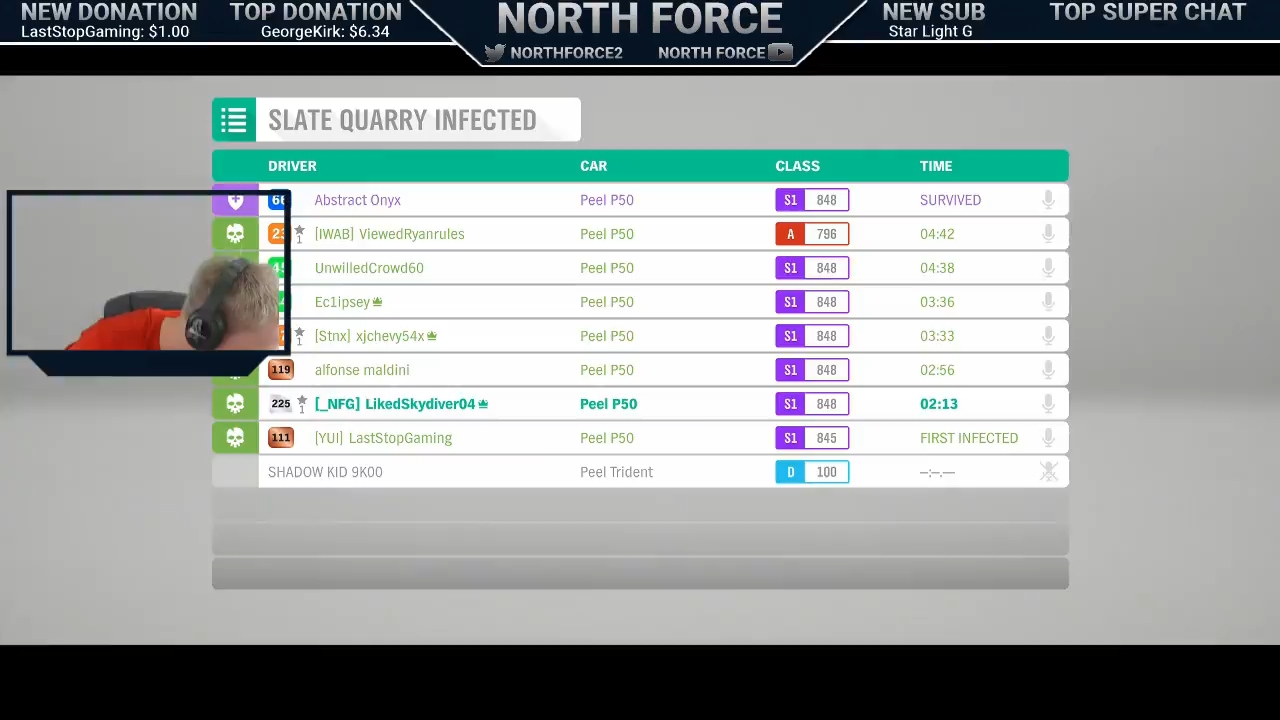 NEW DONATION
LastStopGaming: $1.00
TOP DONATION
GeorgeKirk: $6.34
NORTH FORCE
NORTHFORCE2 NORTH FORCE
NEW SUB
Star Light G
TOP SUPER CHAT
SLATE QUARRY INFECTED
DRIVER CAR CLASS TIME
Abstract Onyx Peel P50 S1 848 SURVIVED
1 [IWAB] ViewedRyanrules Peel P50 A 796 04:42
UnwilledCrowd60 Peel P50 S1 848 04:38
Ec1ipsey Peel P50 S1 848 03:36
1 [Stnx] xjchevy54x Peel P50 S1 848 03:33
119 alfonse maldini Peel P50 S1 848 02:56
225 1 [_NFG] LikedSkydiver04 Peel P50 S1 848 02:13
111 [YUI] LastStopGaming Peel P50 S1 845 FIRST INFECTED
SHADOW KID 9K00 Peel Trident D 100 --:--.---